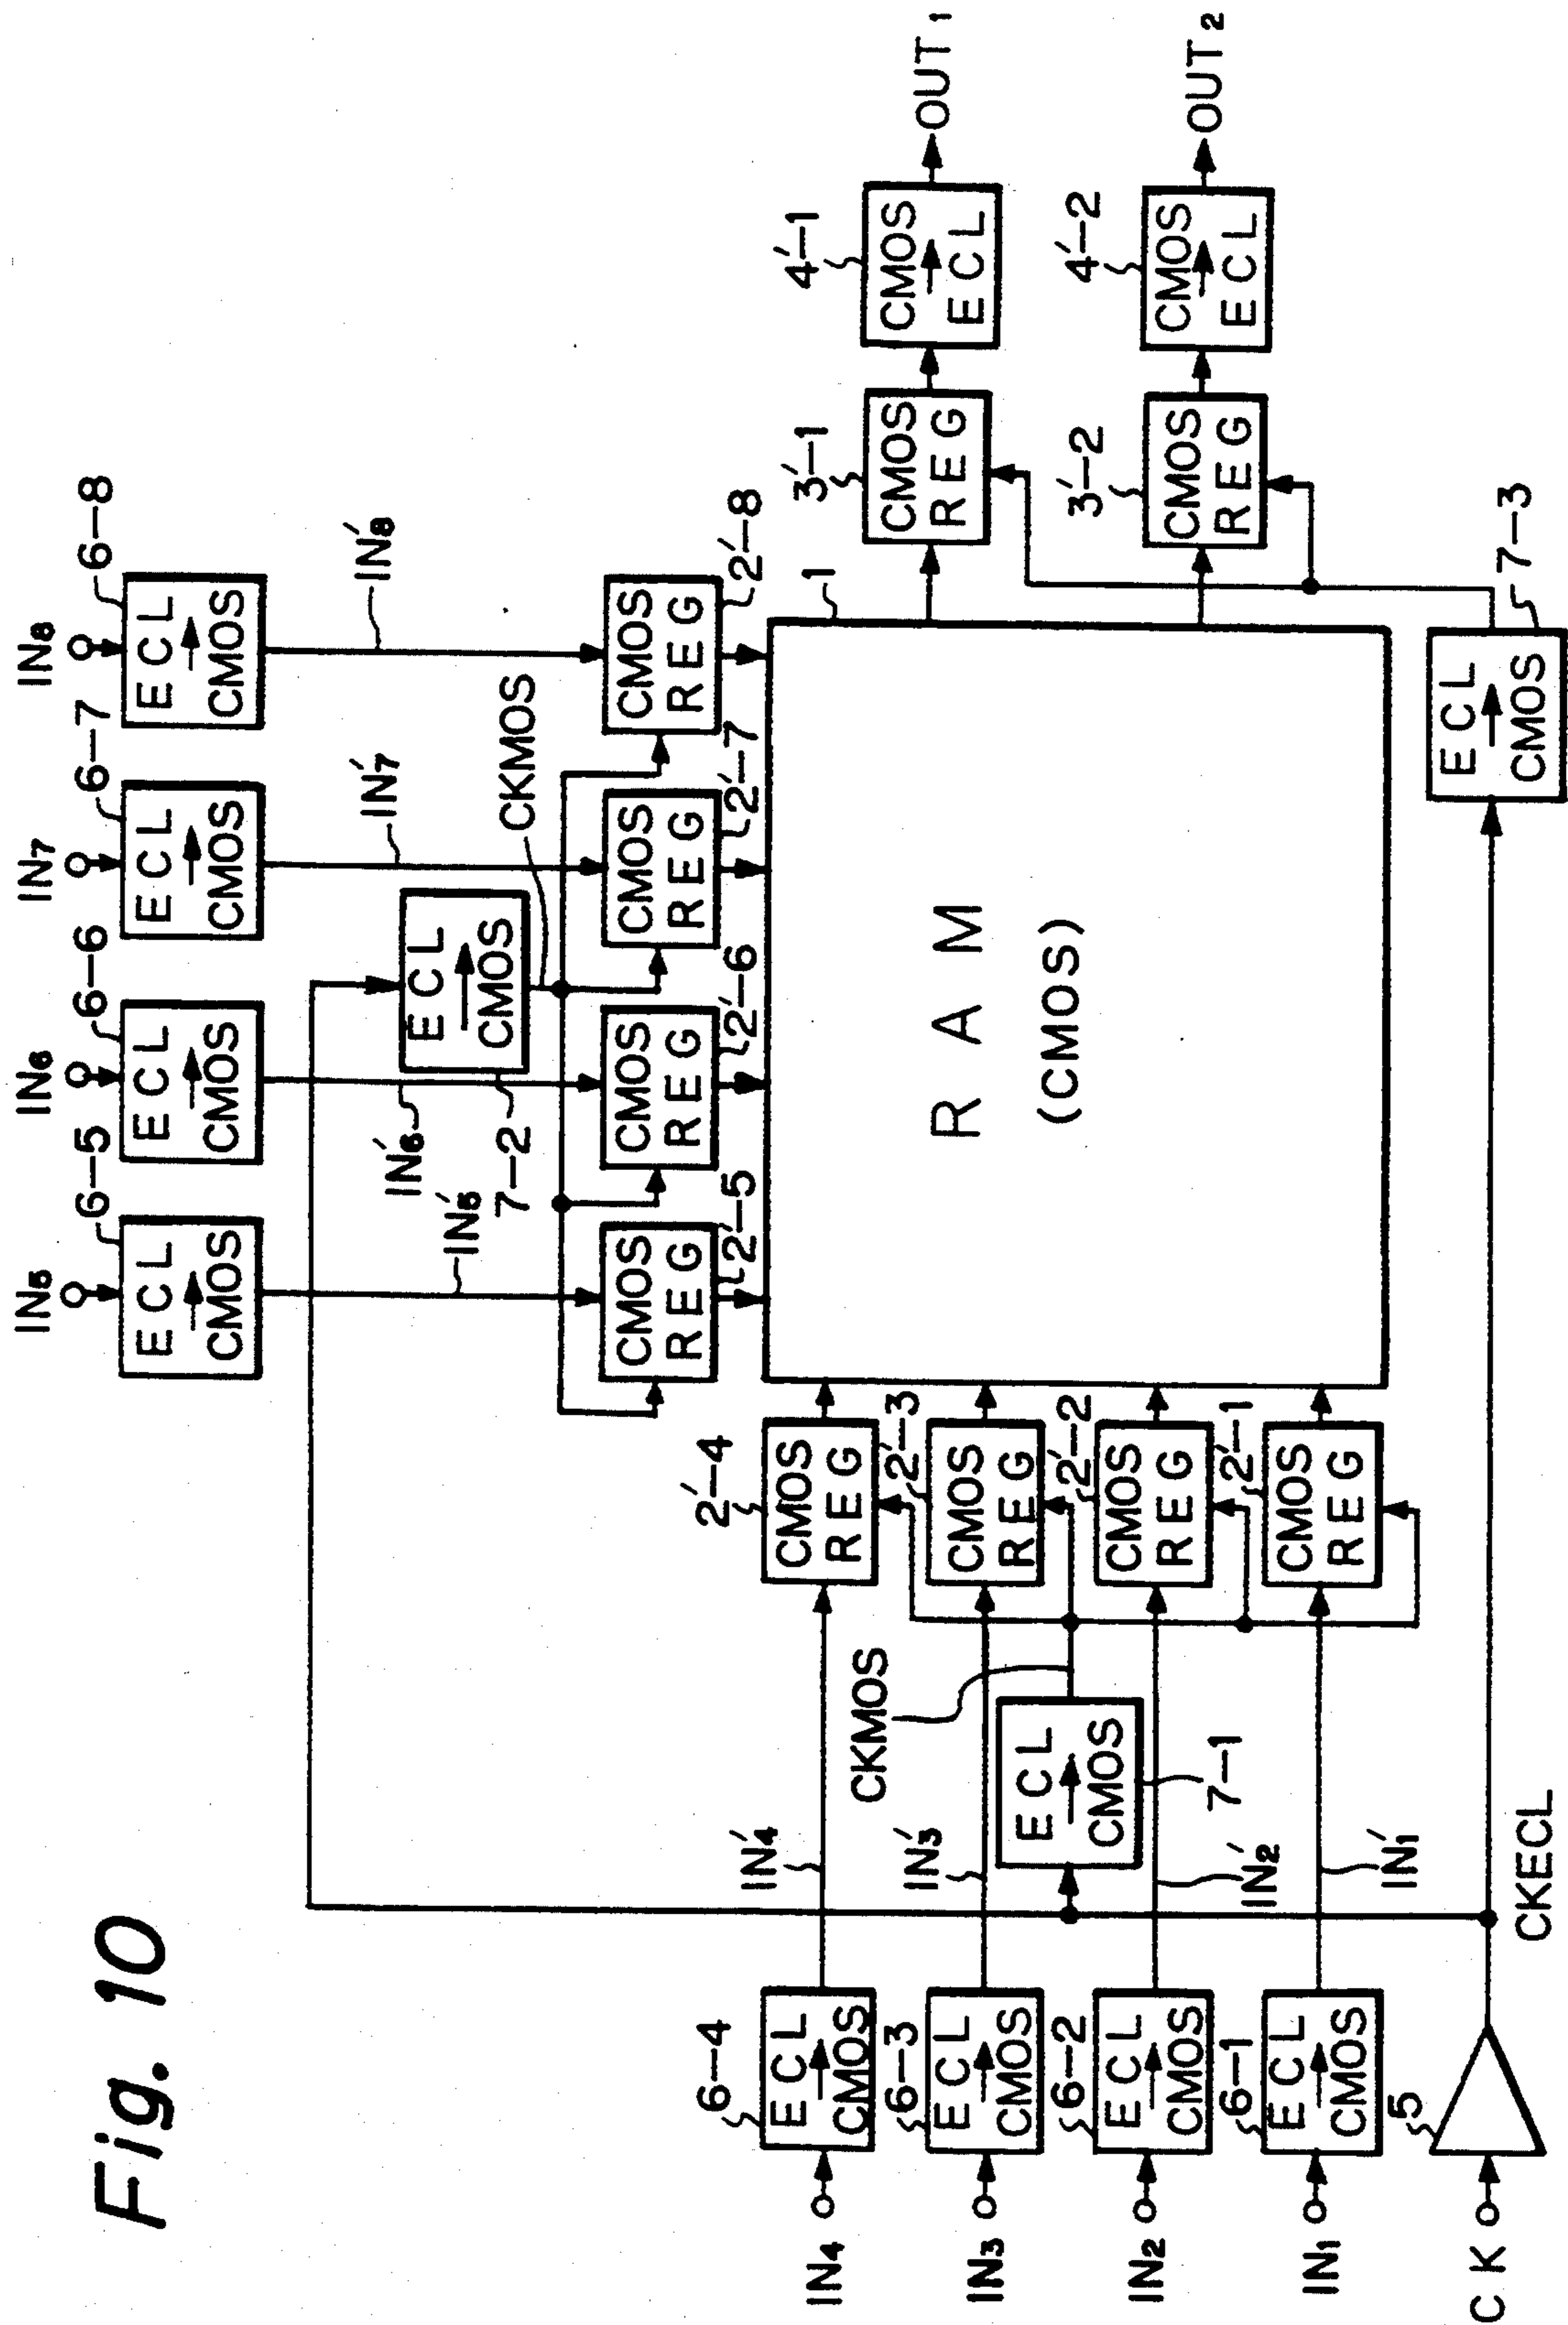 Fig. 10
IN5
IN6
IN7
IN8
6-5
6-6
6-7
6-8
ECL
CMOS
ECL
CMOS
ECL
CMOS
ECL
CMOS
IN'5
IN'6
IN'7
IN'8
7-2
ECL
CMOS
CKMOS
CMOS
REG
CMOS
REG
CMOS
REG
CMOS
REG
2'-5
2'-6
2'-7
2'-8
IN4
6-4
ECL
CMOS
IN'4
2'-4
CMOS
REG
IN3
6-3
ECL
CMOS
IN'3
2'-3
CMOS
REG
CKMOS
ECL
CMOS
7-1
IN2
6-2
ECL
CMOS
IN'2
2'-2
CMOS
REG
IN1
6-1
ECL
CMOS
IN'1
2'-1
CMOS
REG
1
RAM
(CMOS)
3'-1
CMOS
REG
4'-1
CMOS
ECL
OUT1
3'-2
CMOS
REG
4'-2
CMOS
ECL
OUT2
CK
5
CKECL
ECL
CMOS
7-3